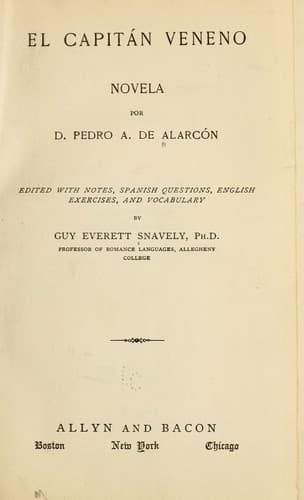 EL CAPITÁN VENENO
NOVELA
POR
D. PEDRO A. DE ALARCÓN
EDITED WITH NOTES, SPANISH QUESTIONS, ENGLISH
EXERCISES, AND VOCABULARY
BY
GUY EVERETT SNAVELY, PH.D.
PROFESSOR OF ROMANCE LANGUAGES, ALLEGHENY
COLLEGE
ALLYN AND BACON
Boston New York Chicago